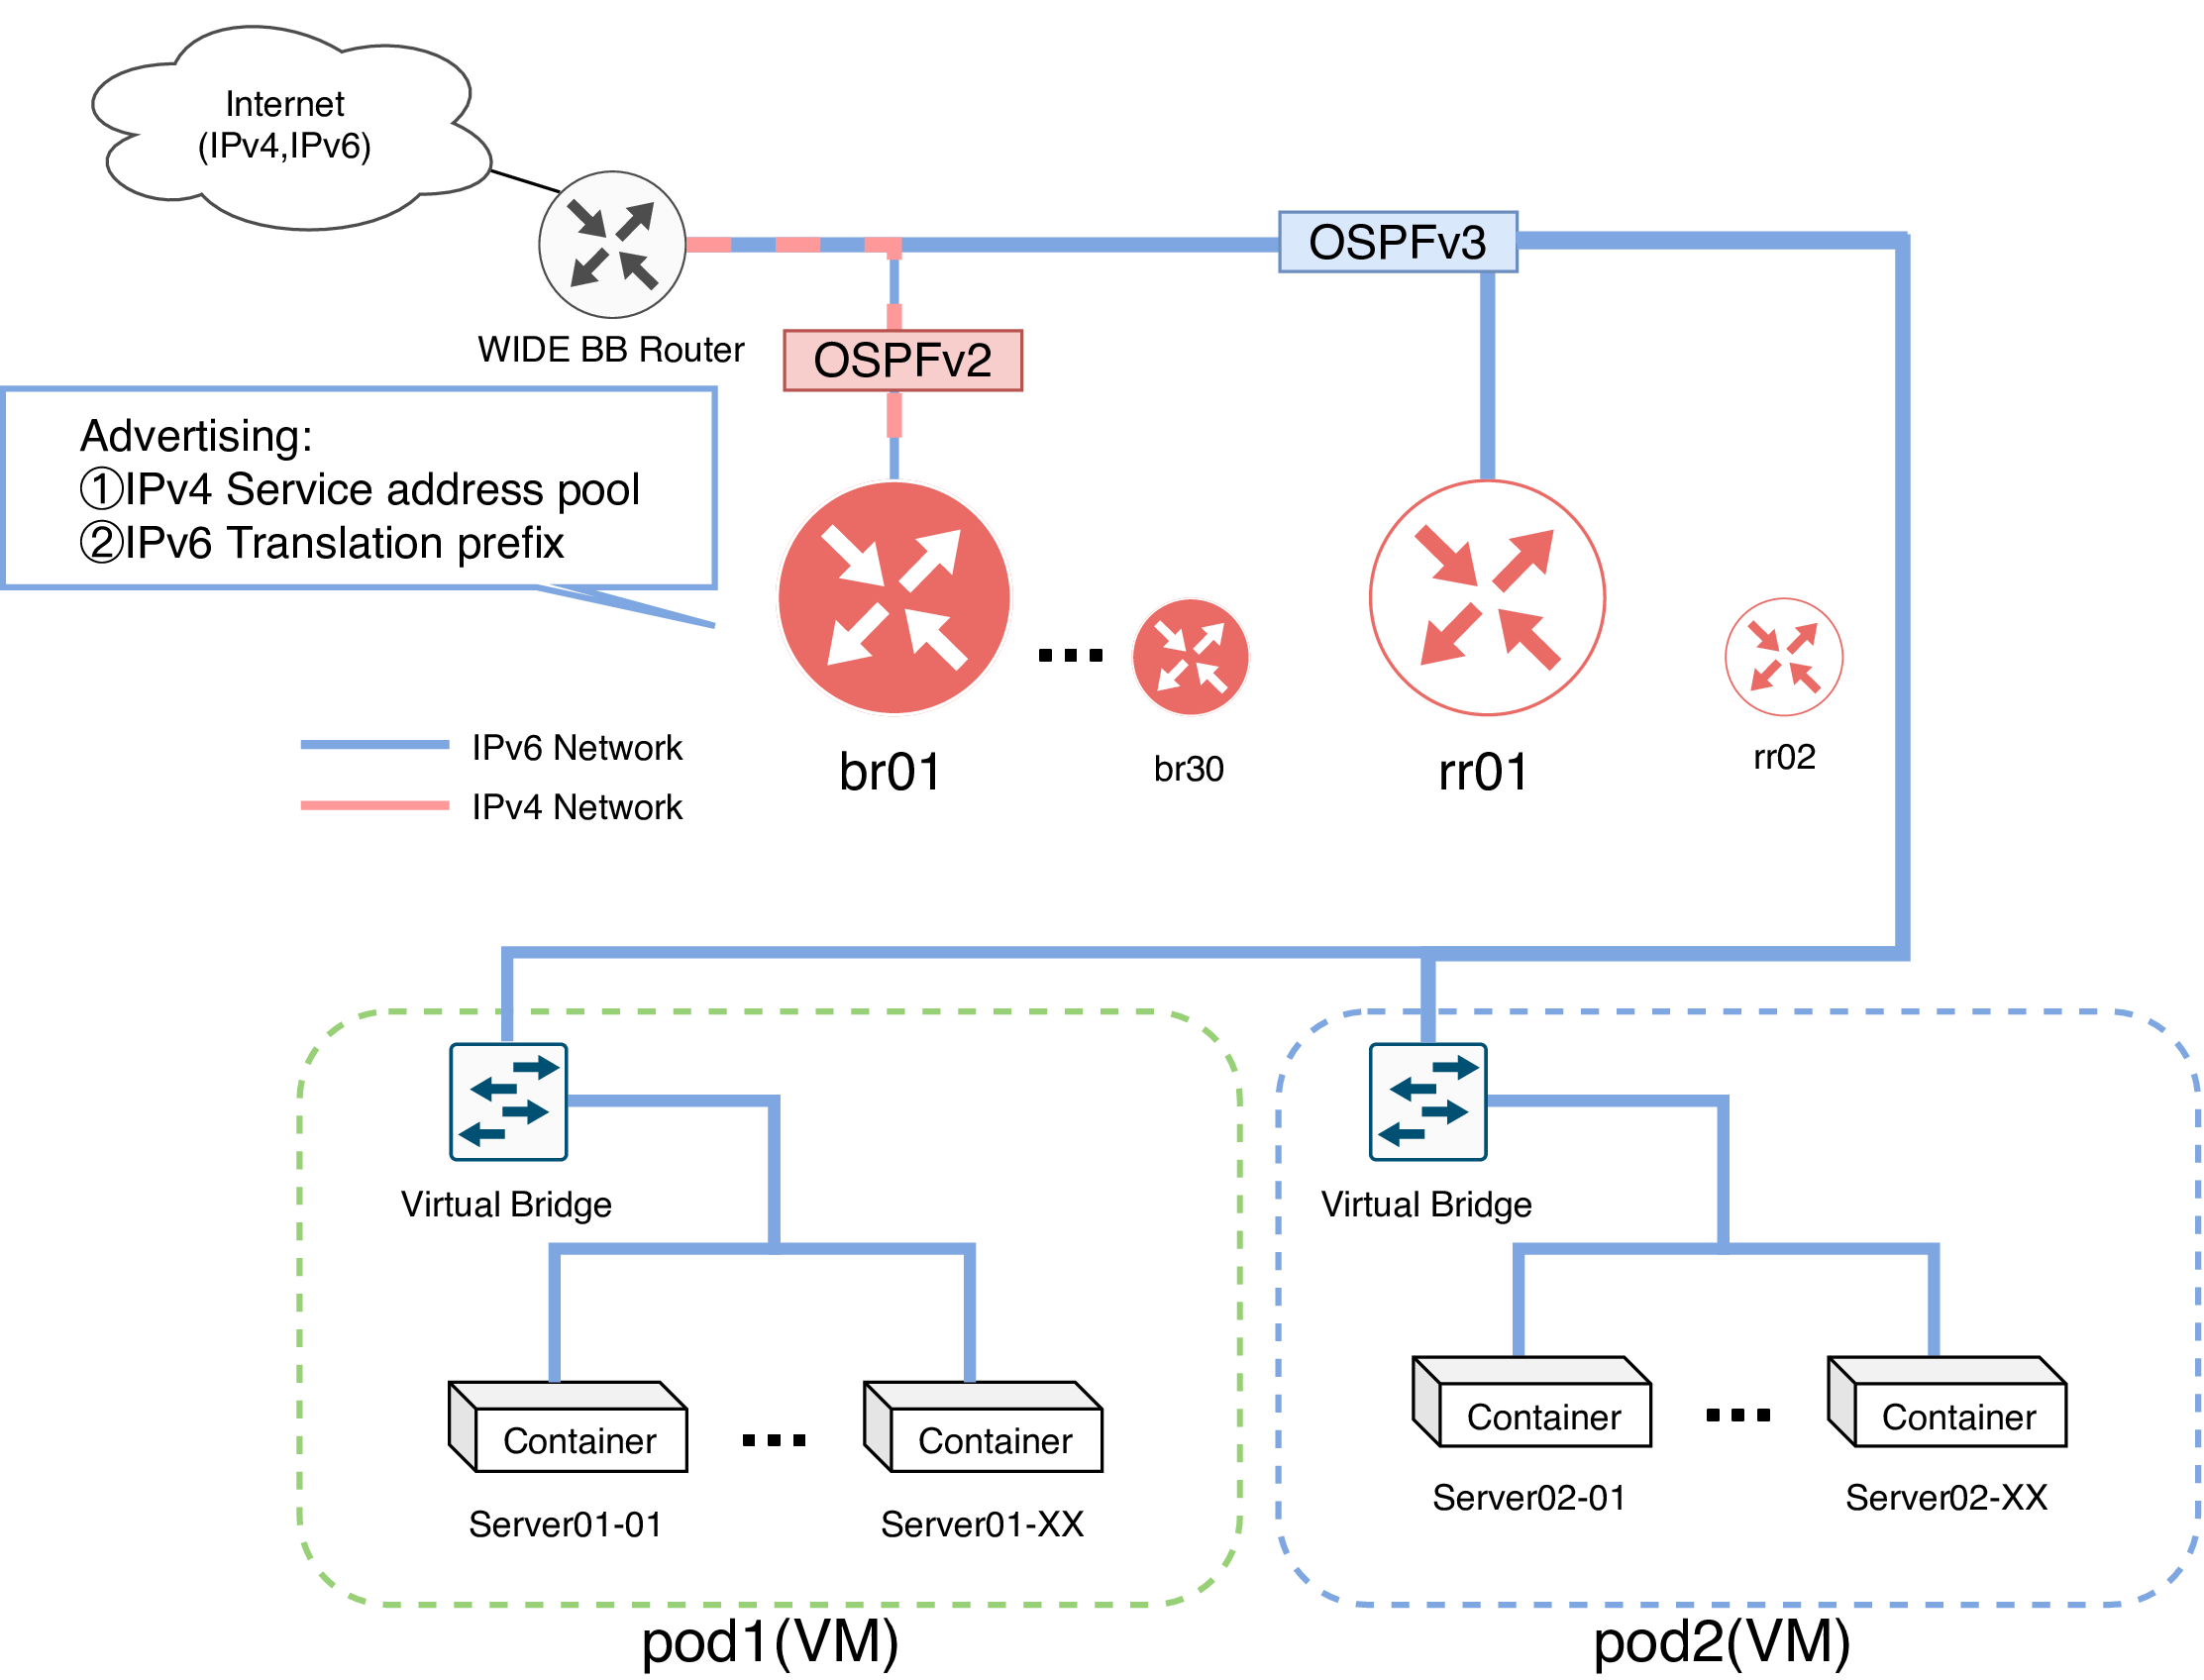 Internet
(IPv4,IPv6)
WIDE BB Router
OSPFv3
OSPFv2
Advertising:
①IPv4 Service address pool
②IPv6 Translation prefix
br01
br30
rr01
rr02
IPv6 Network
IPv4 Network
Virtual Bridge
Virtual Bridge
Container
Container
Container
Container
Server01-01
Server01-XX
Server02-01
Server02-XX
pod1(VM)
pod2(VM)